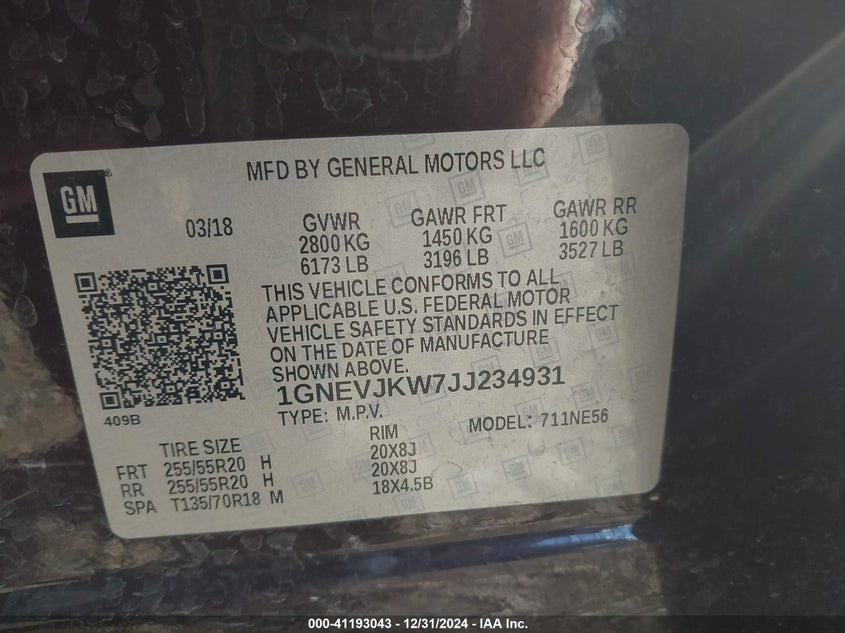 MFD BY GENERAL MOTORS LLC
GM
®
03/18
GVWR GAWR FRT GAWR RR
2800 KG 1450 KG 1600 KG
6173 LB 3196 LB 3527 LB
THIS VEHICLE CONFORMS TO ALL
APPLICABLE U.S. FEDERAL MOTOR
VEHICLE SAFETY STANDARDS IN EFFECT
ON THE DATE OF MANUFACTURE
SHOWN ABOVE.
1GNEVJKW7JJ234931
409B
TYPE: M.P.V. MODEL: 711NE56
TIRE SIZE RIM
FRT 255/55R20 H 20X8J
RR 255/55R20 H 20X8J
SPA T135/70R18 M 18X4.5B
000-41193043 - 12/31/2024 - IAA Inc.